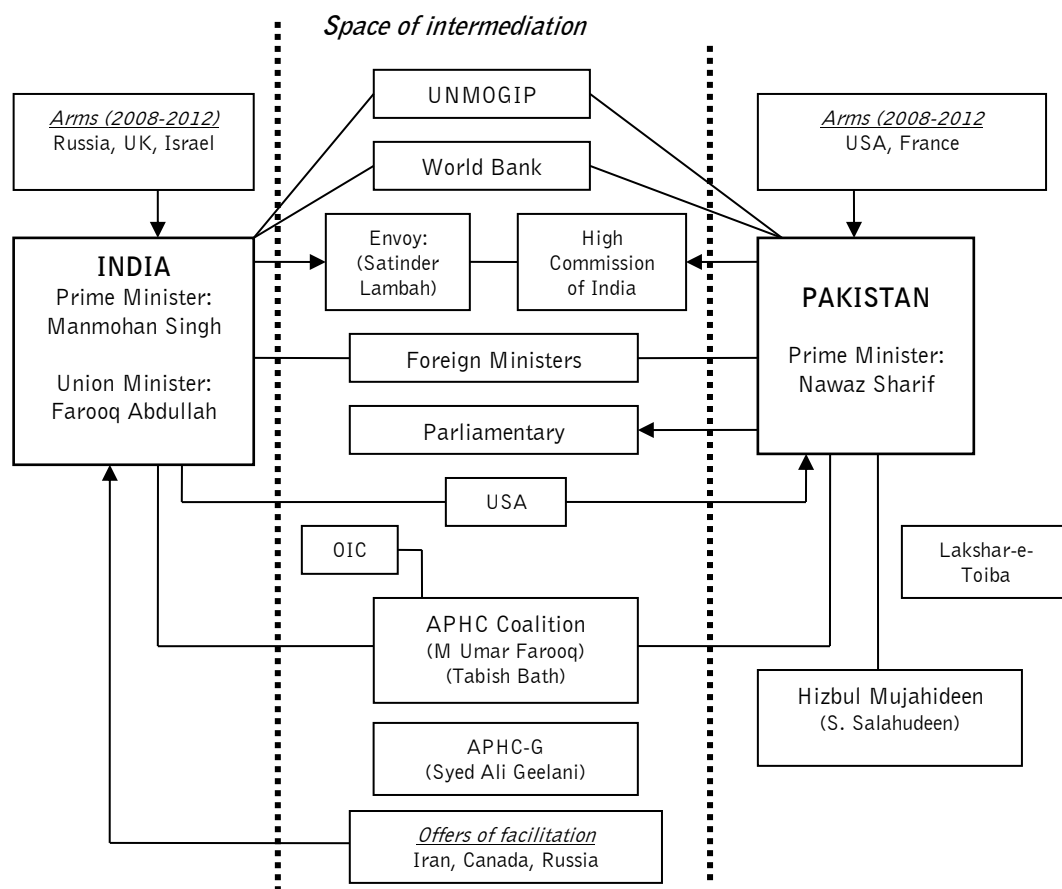 Space of intermediation
UNMOGIP
Arms (2008-2012)
Russia, UK, Israel
Arms (2008-2012
USA, France
World Bank
Envoy:
(Satinder
Lambah)
High
Commission
of India
INDIA
Prime Minister:
Manmohan Singh
Union Minister:
Farooq Abdullah
PAKISTAN
Prime Minister:
Nawaz Sharif
Foreign Ministers
Parliamentary
USA
OIC
Lakshar-e-
Toiba
APHC Coalition
(M Umar Farooq)
(Tabish Bath)
Hizbul Mujahideen
(S. Salahudeen)
APHC-G
(Syed Ali Geelani)
Offers of facilitation
Iran, Canada, Russia